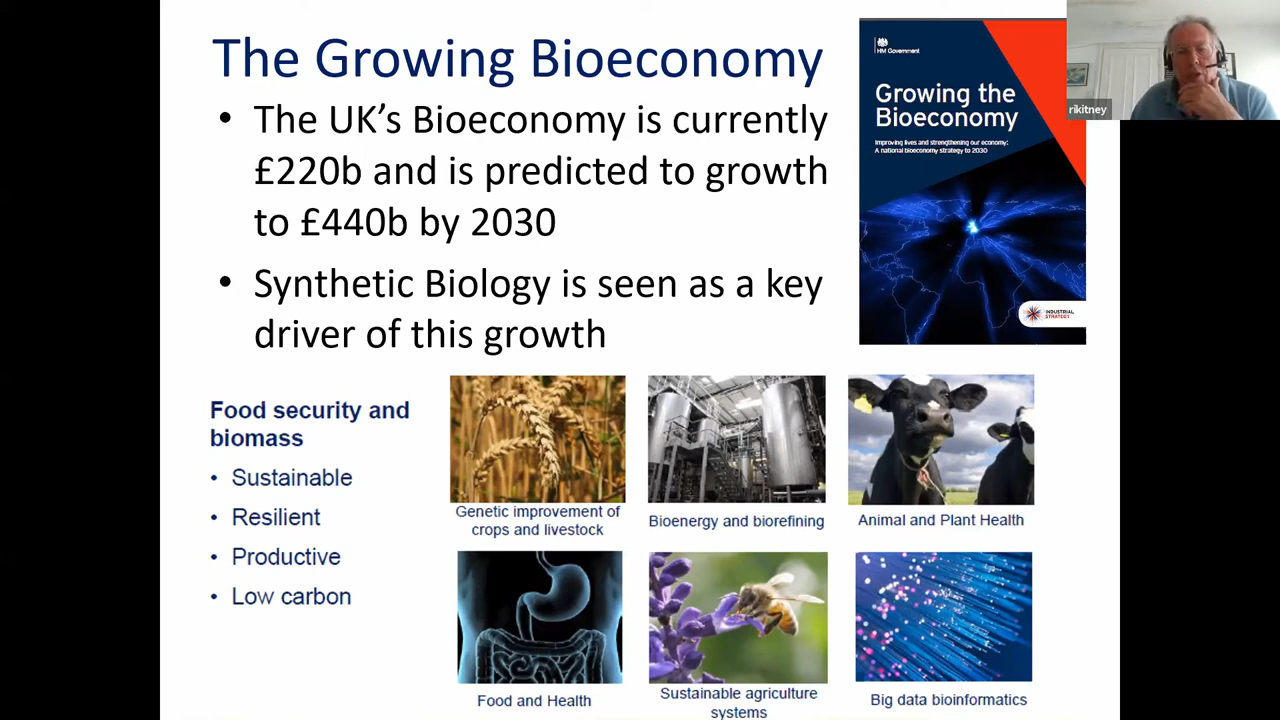 The Growing Bioeconomy
• The UK's Bioeconomy is currently
£220b and is predicted to growth
to £440b by 2030
• Synthetic Biology is seen as a key
driver of this growth
HM Government
Growing the
Bioeconomy
Improving lives and strengthening our economy:
A national bioeconomy strategy to 2030
INDUSTRIAL
STRATEGY
rikitney
Food security and
biomass
• Sustainable
• Resilient
• Productive
• Low carbon
Genetic improvement of
crops and livestock
Bioenergy and biorefining
Animal and Plant Health
Food and Health
Sustainable agriculture
systems
Big data bioinformatics